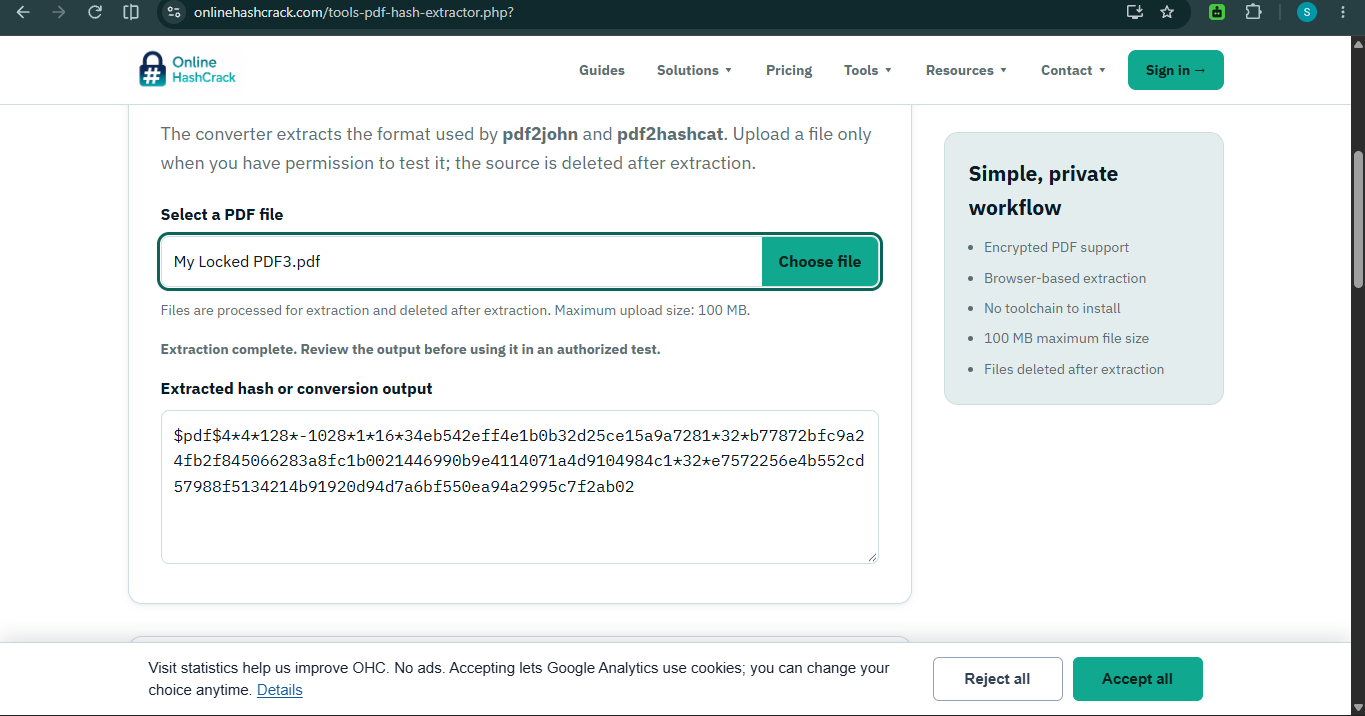 onlinehashcrack.com/tools-pdf-hash-extractor.php?
S
Online
HashCrack
#
Guides
Solutions
Pricing
Tools
Resources
Contact
Sign in →
The converter extracts the format used by pdf2john and pdf2hashcat. Upload a file only
when you have permission to test it; the source is deleted after extraction.
Select a PDF file
My Locked PDF3.pdf
Choose file
Files are processed for extraction and deleted after extraction. Maximum upload size: 100 MB.
Extraction complete. Review the output before using it in an authorized test.
Extracted hash or conversion output
$pdf$4*4*128*-1028*1*16*34eb542eff4e1b0b32d25ce15a9a7281*32*b77872bfc9a2
4fb2f845066283a8fc1b0021446990b9e4114071a4d9104984c1*32*e7572256e4b552cd
57988f5134214b91920d94d7a6bf550ea94a2995c7f2ab02
Simple, private
workflow
Encrypted PDF support
Browser-based extraction
No toolchain to install
100 MB maximum file size
Files deleted after extraction
Visit statistics help us improve OHC. No ads. Accepting lets Google Analytics use cookies; you can change your
choice anytime. Details
Reject all
Accept all